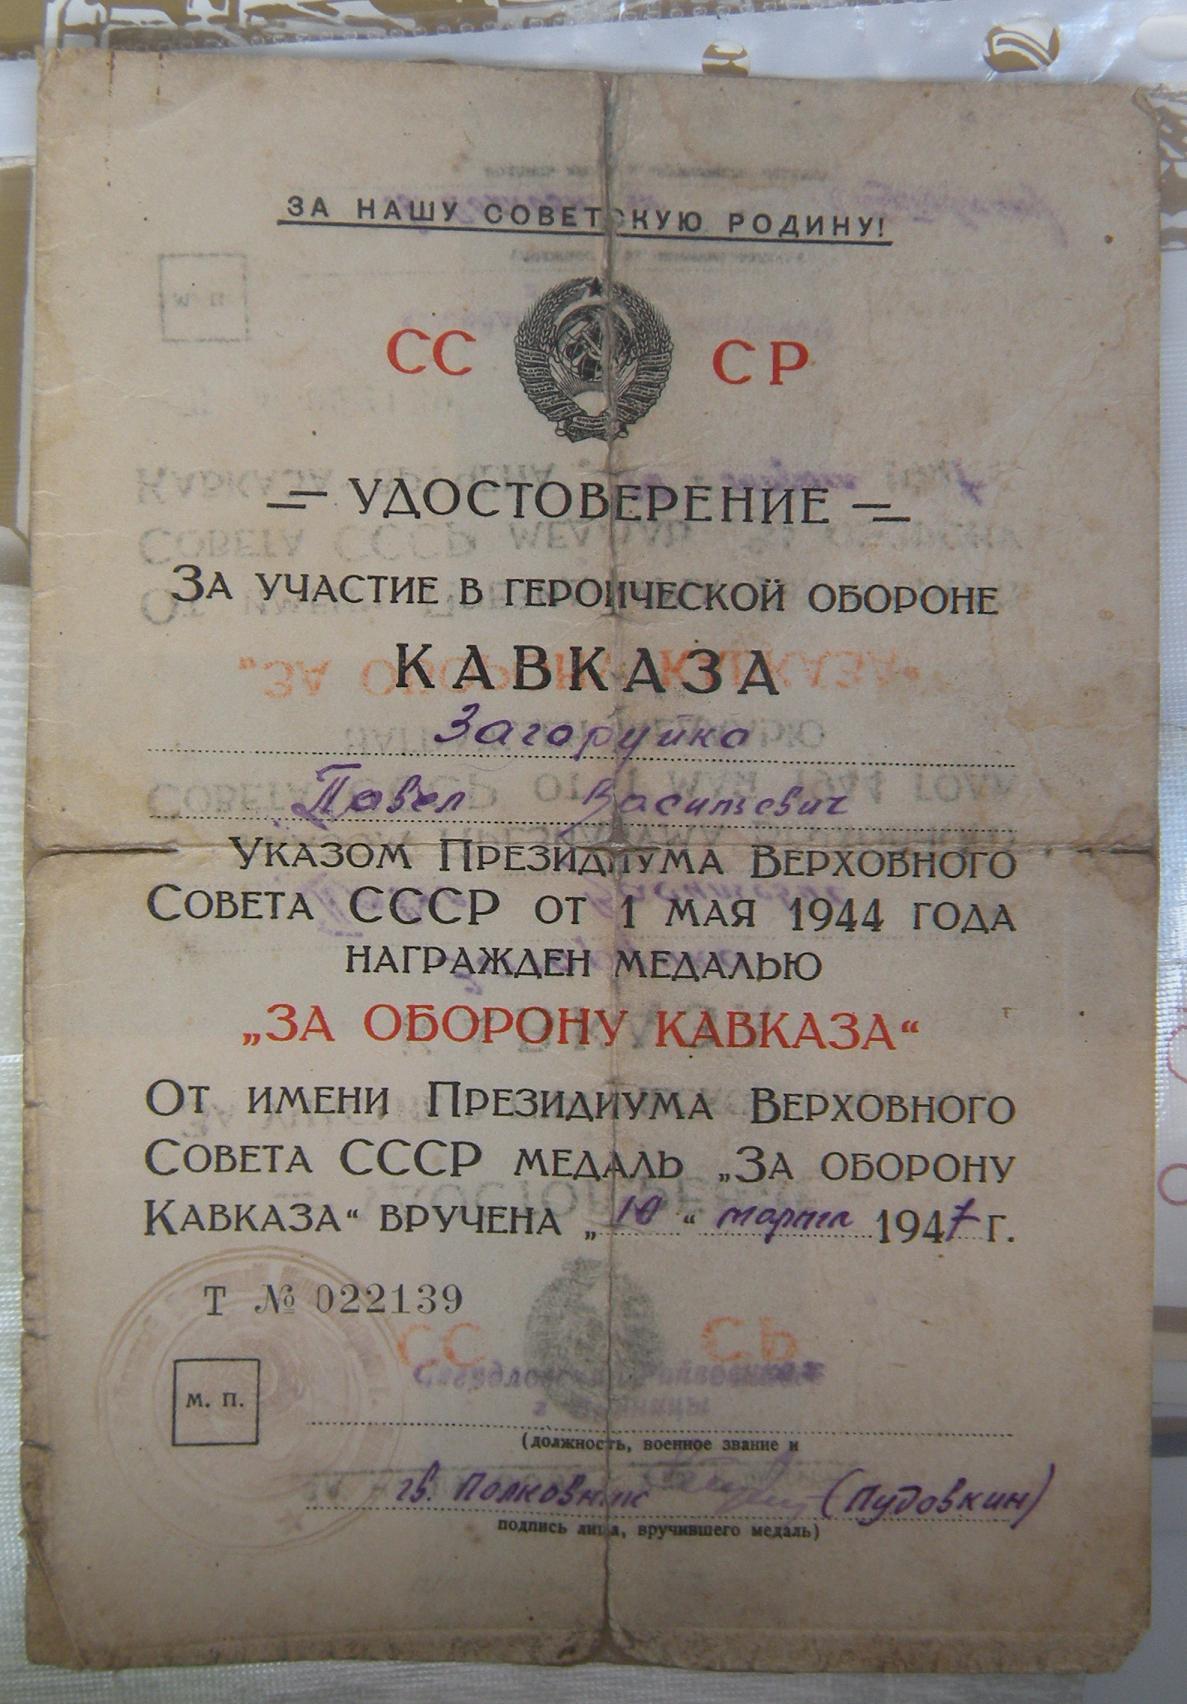 ЗА НАШУ СОВЕТСКУЮ РОДИНУ!
СС СР
УДОСТОВЕРЕНИЕ
ЗА УЧАСТИЕ В ГЕРОИЧЕСКОЙ ОБОРОНЕ
КАВКАЗА
Загоруйко
Павел Васильевич
УКАЗОМ ПРЕЗИДИУМА ВЕРХОВНОГО
СОВЕТА СССР ОТ 1 МАЯ 1944 ГОДА
НАГРАЖДЕН МЕДАЛЬЮ
„ЗА ОБОРОНУ КАВКАЗА“
ОТ ИМЕНИ ПРЕЗИДИУМА ВЕРХОВНОГО
СОВЕТА СССР МЕДАЛЬ „ЗА ОБОРОНУ
КАВКАЗА“ ВРУЧЕНА „10“ марта 1947 г.
Т № 022139
М. П.
(должность, военное звание и
гв. Полковник (Пудовкин)
подпись лица, вручившего медаль)